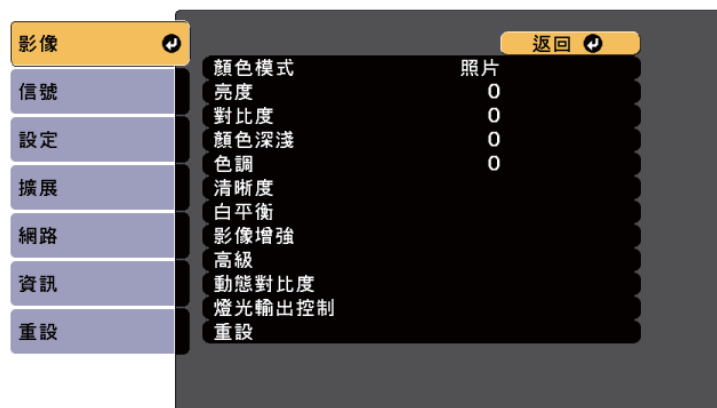 影像
信號
設定
擴展
網路
資訊
重設
返回
顏色模式 照片
亮度 0
對比度 0
顏色深淺 0
色調 0
清晰度
白平衡
影像增強
高級
動態對比度
燈光輸出控制
重設